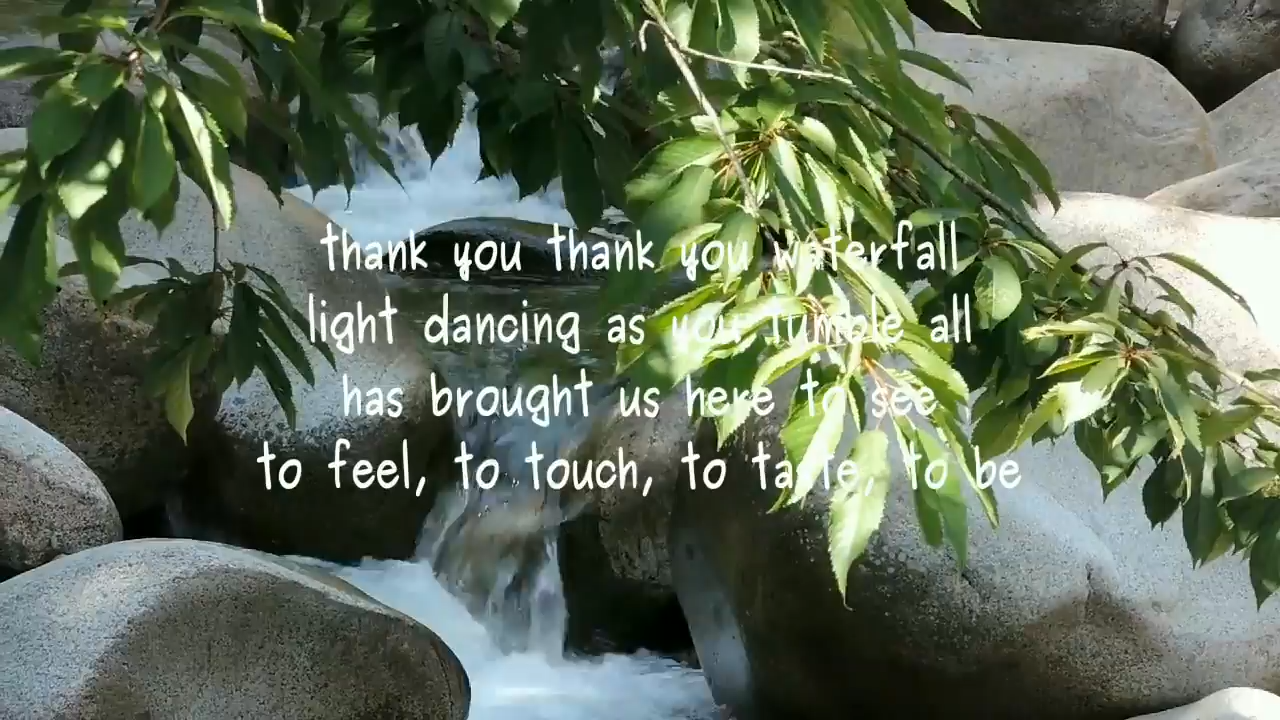 thank you thank you waterfall
light dancing as you tumble all
has brought us here to see
to feel, to touch, to taste, to be